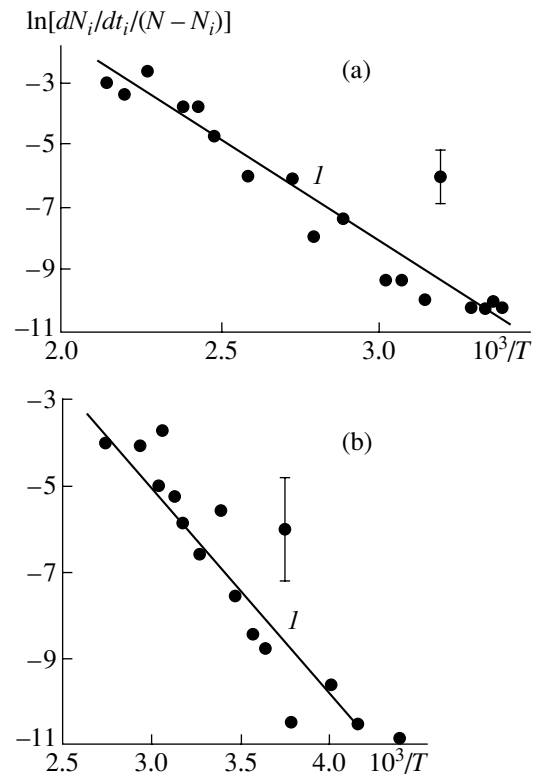 ln[dN_i/dt_i/(N – N_i)]
(a)
–3
–5
1
–7
–9
–11
2.0 2.5 3.0 10^3/T
–3
(b)
–5
–7
1
–9
–11
2.5 3.0 3.5 4.0 10^3/T